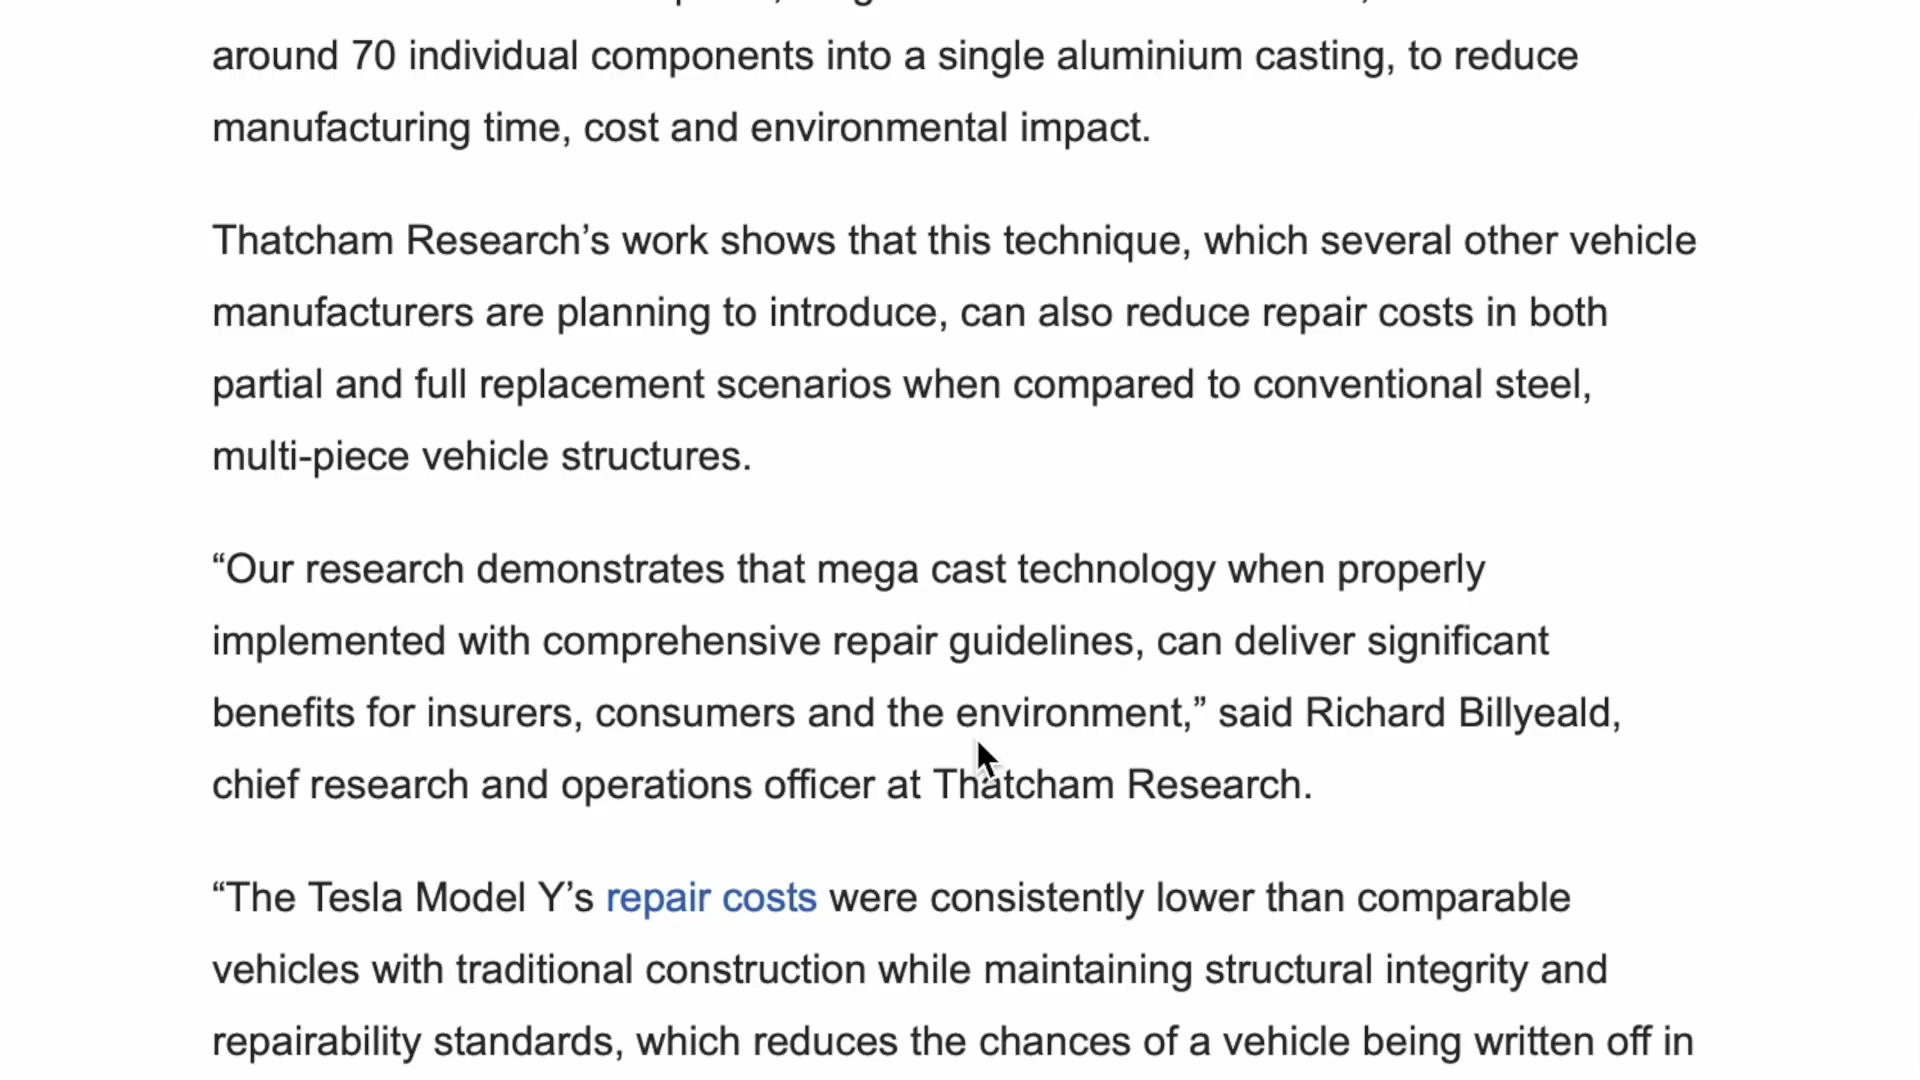 around 70 individual components into a single aluminium casting, to reduce
manufacturing time, cost and environmental impact.
Thatcham Research’s work shows that this technique, which several other vehicle
manufacturers are planning to introduce, can also reduce repair costs in both
partial and full replacement scenarios when compared to conventional steel,
multi-piece vehicle structures.
“Our research demonstrates that mega cast technology when properly
implemented with comprehensive repair guidelines, can deliver significant
benefits for insurers, consumers and the environment,” said Richard Billyeald,
chief research and operations officer at Thatcham Research.
“The Tesla Model Y’s repair costs were consistently lower than comparable
vehicles with traditional construction while maintaining structural integrity and
repairability standards, which reduces the chances of a vehicle being written off in